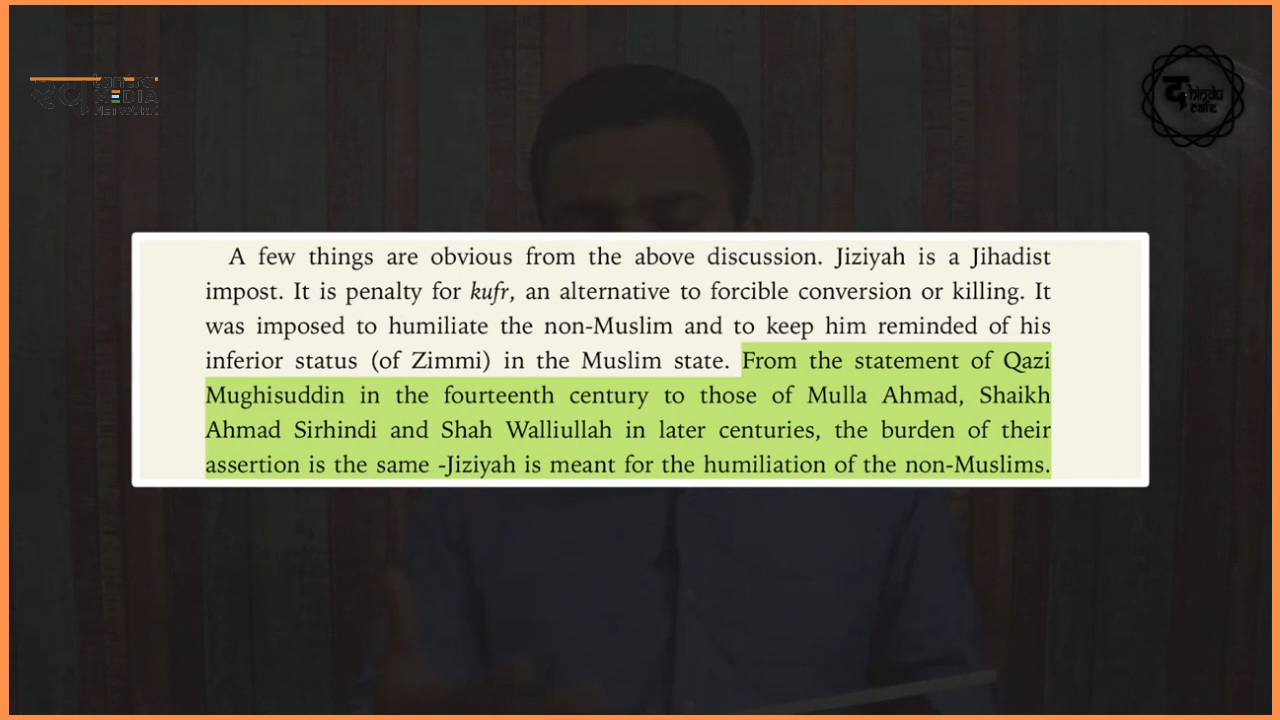 स्व tantra
MEDIA
NETWORK
द hindu
cafe
A few things are obvious from the above discussion. Jiziyah is a Jihadist
impost. It is penalty for kufr, an alternative to forcible conversion or killing. It
was imposed to humiliate the non-Muslim and to keep him reminded of his
inferior status (of Zimmi) in the Muslim state. From the statement of Qazi
Mughisuddin in the fourteenth century to those of Mulla Ahmad, Shaikh
Ahmad Sirhindi and Shah Walliullah in later centuries, the burden of their
assertion is the same -Jiziyah is meant for the humiliation of the non-Muslims.